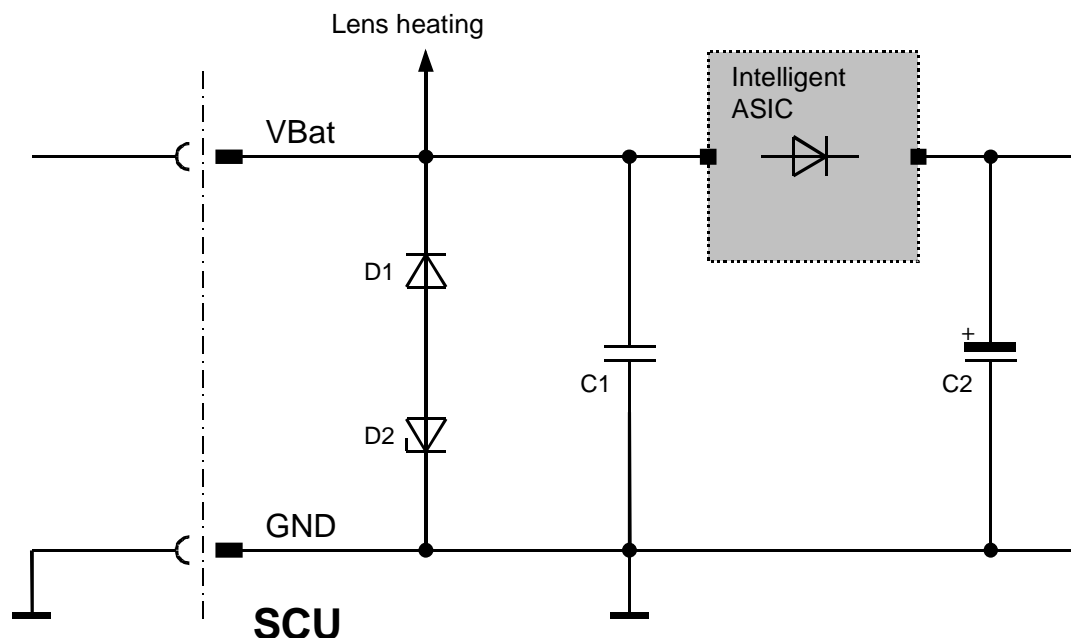 Lens heating
Intelligent
ASIC
VBat
D1
+
C1
C2
D2
GND
SCU